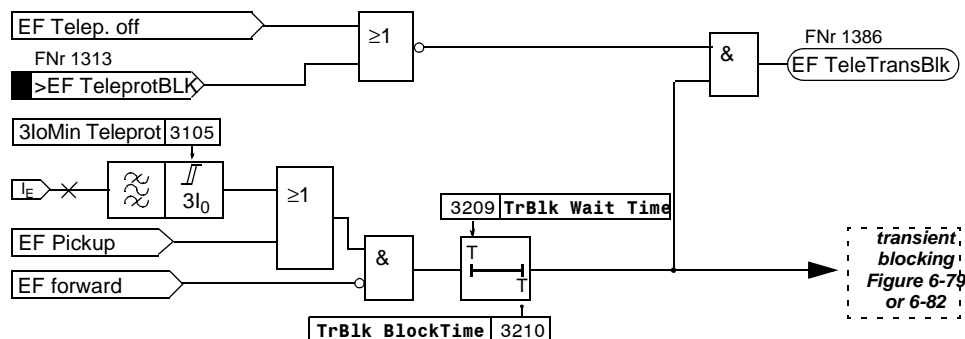 EF Telep. off
≥1
FNr 1313
>EF TeleprotBLK
&
FNr 1386
EF TeleTransBlk
3IoMin Teleprot 3105
IE
3I0
≥1
3209 TrBlk Wait Time
EF Pickup
&
T
T
EF forward
TrBlk BlockTime 3210
transient
blocking
Figure 6-79
or 6-82